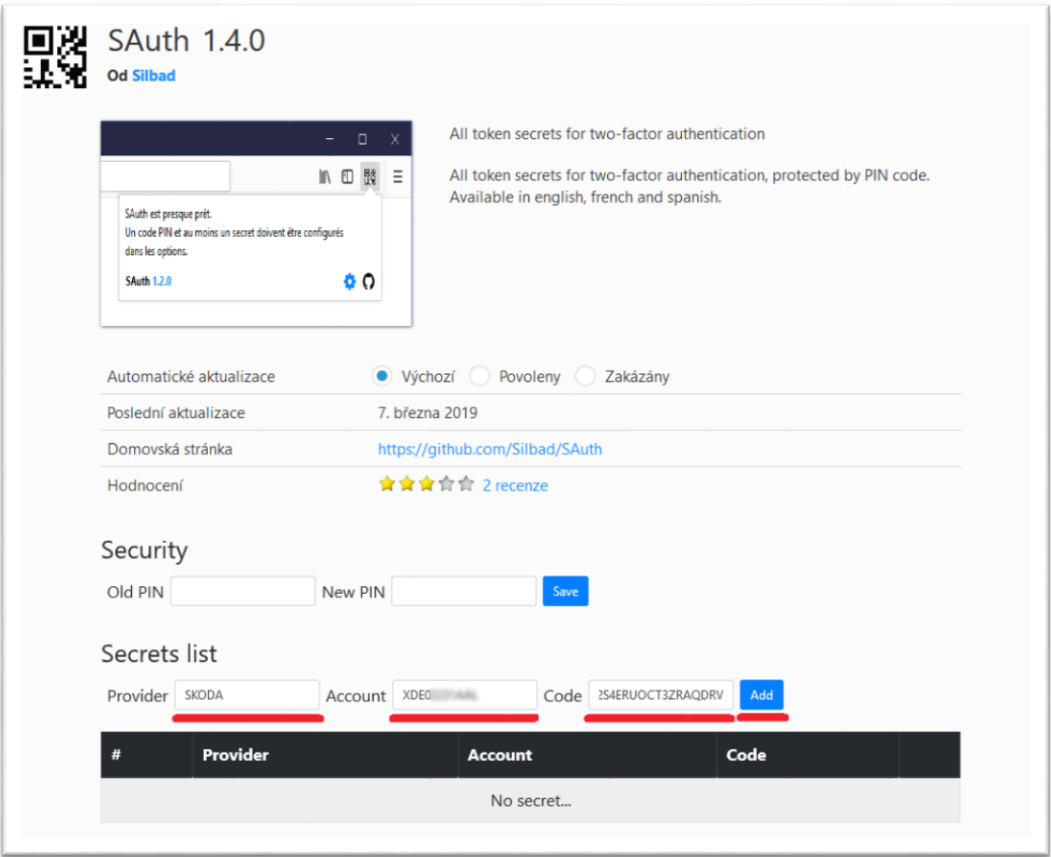 SAuth 1.4.0
Od Silbad
X
SAuth est presque prêt.
Un code PIN et au moins un secret doivent être configurés
dans les options.
SAuth 1.2.0
All token secrets for two-factor authentication
All token secrets for two-factor authentication, protected by PIN code.
Available in english, french and spanish.
Automatické aktualizace Výchozí Povoleny Zakázány
Poslední aktualizace 7. března 2019
Domovská stránka https://github.com/Silbad/SAuth
Hodnocení 2 recenze
Security
Old PIN New PIN Save
Secrets list
Provider SKODA Account XDE0 Code 2S4ERUOCT3ZRAQDRV Add
# Provider Account Code
No secret...